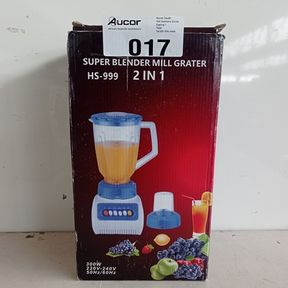 Aucor
017
SUPER BLENDER MILL GRATER
HS-999 2 IN 1
300W
220V-240V
50Hz/60Hz